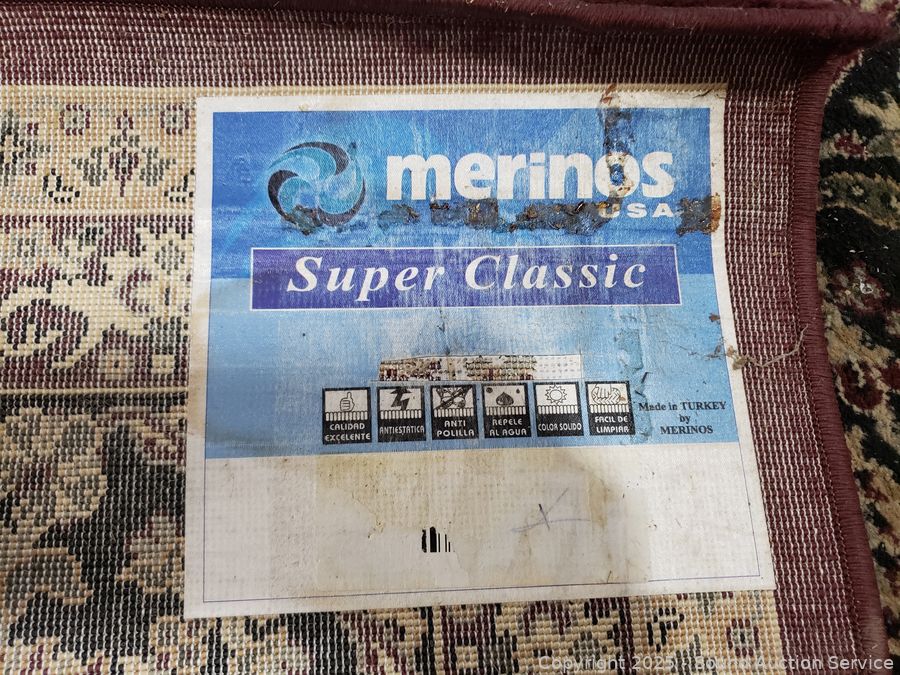 merinos
USA
Super Classic
CALIDAD
EXCELENTE
ANTIESTATICA
ANTI
POLILLA
REPELE
AL AGUA
COLOR SOLIDO
FACIL DE
LIMPIAR
Made in TURKEY
by
MERINOS
Copyright 2025 - Sound Auction Service